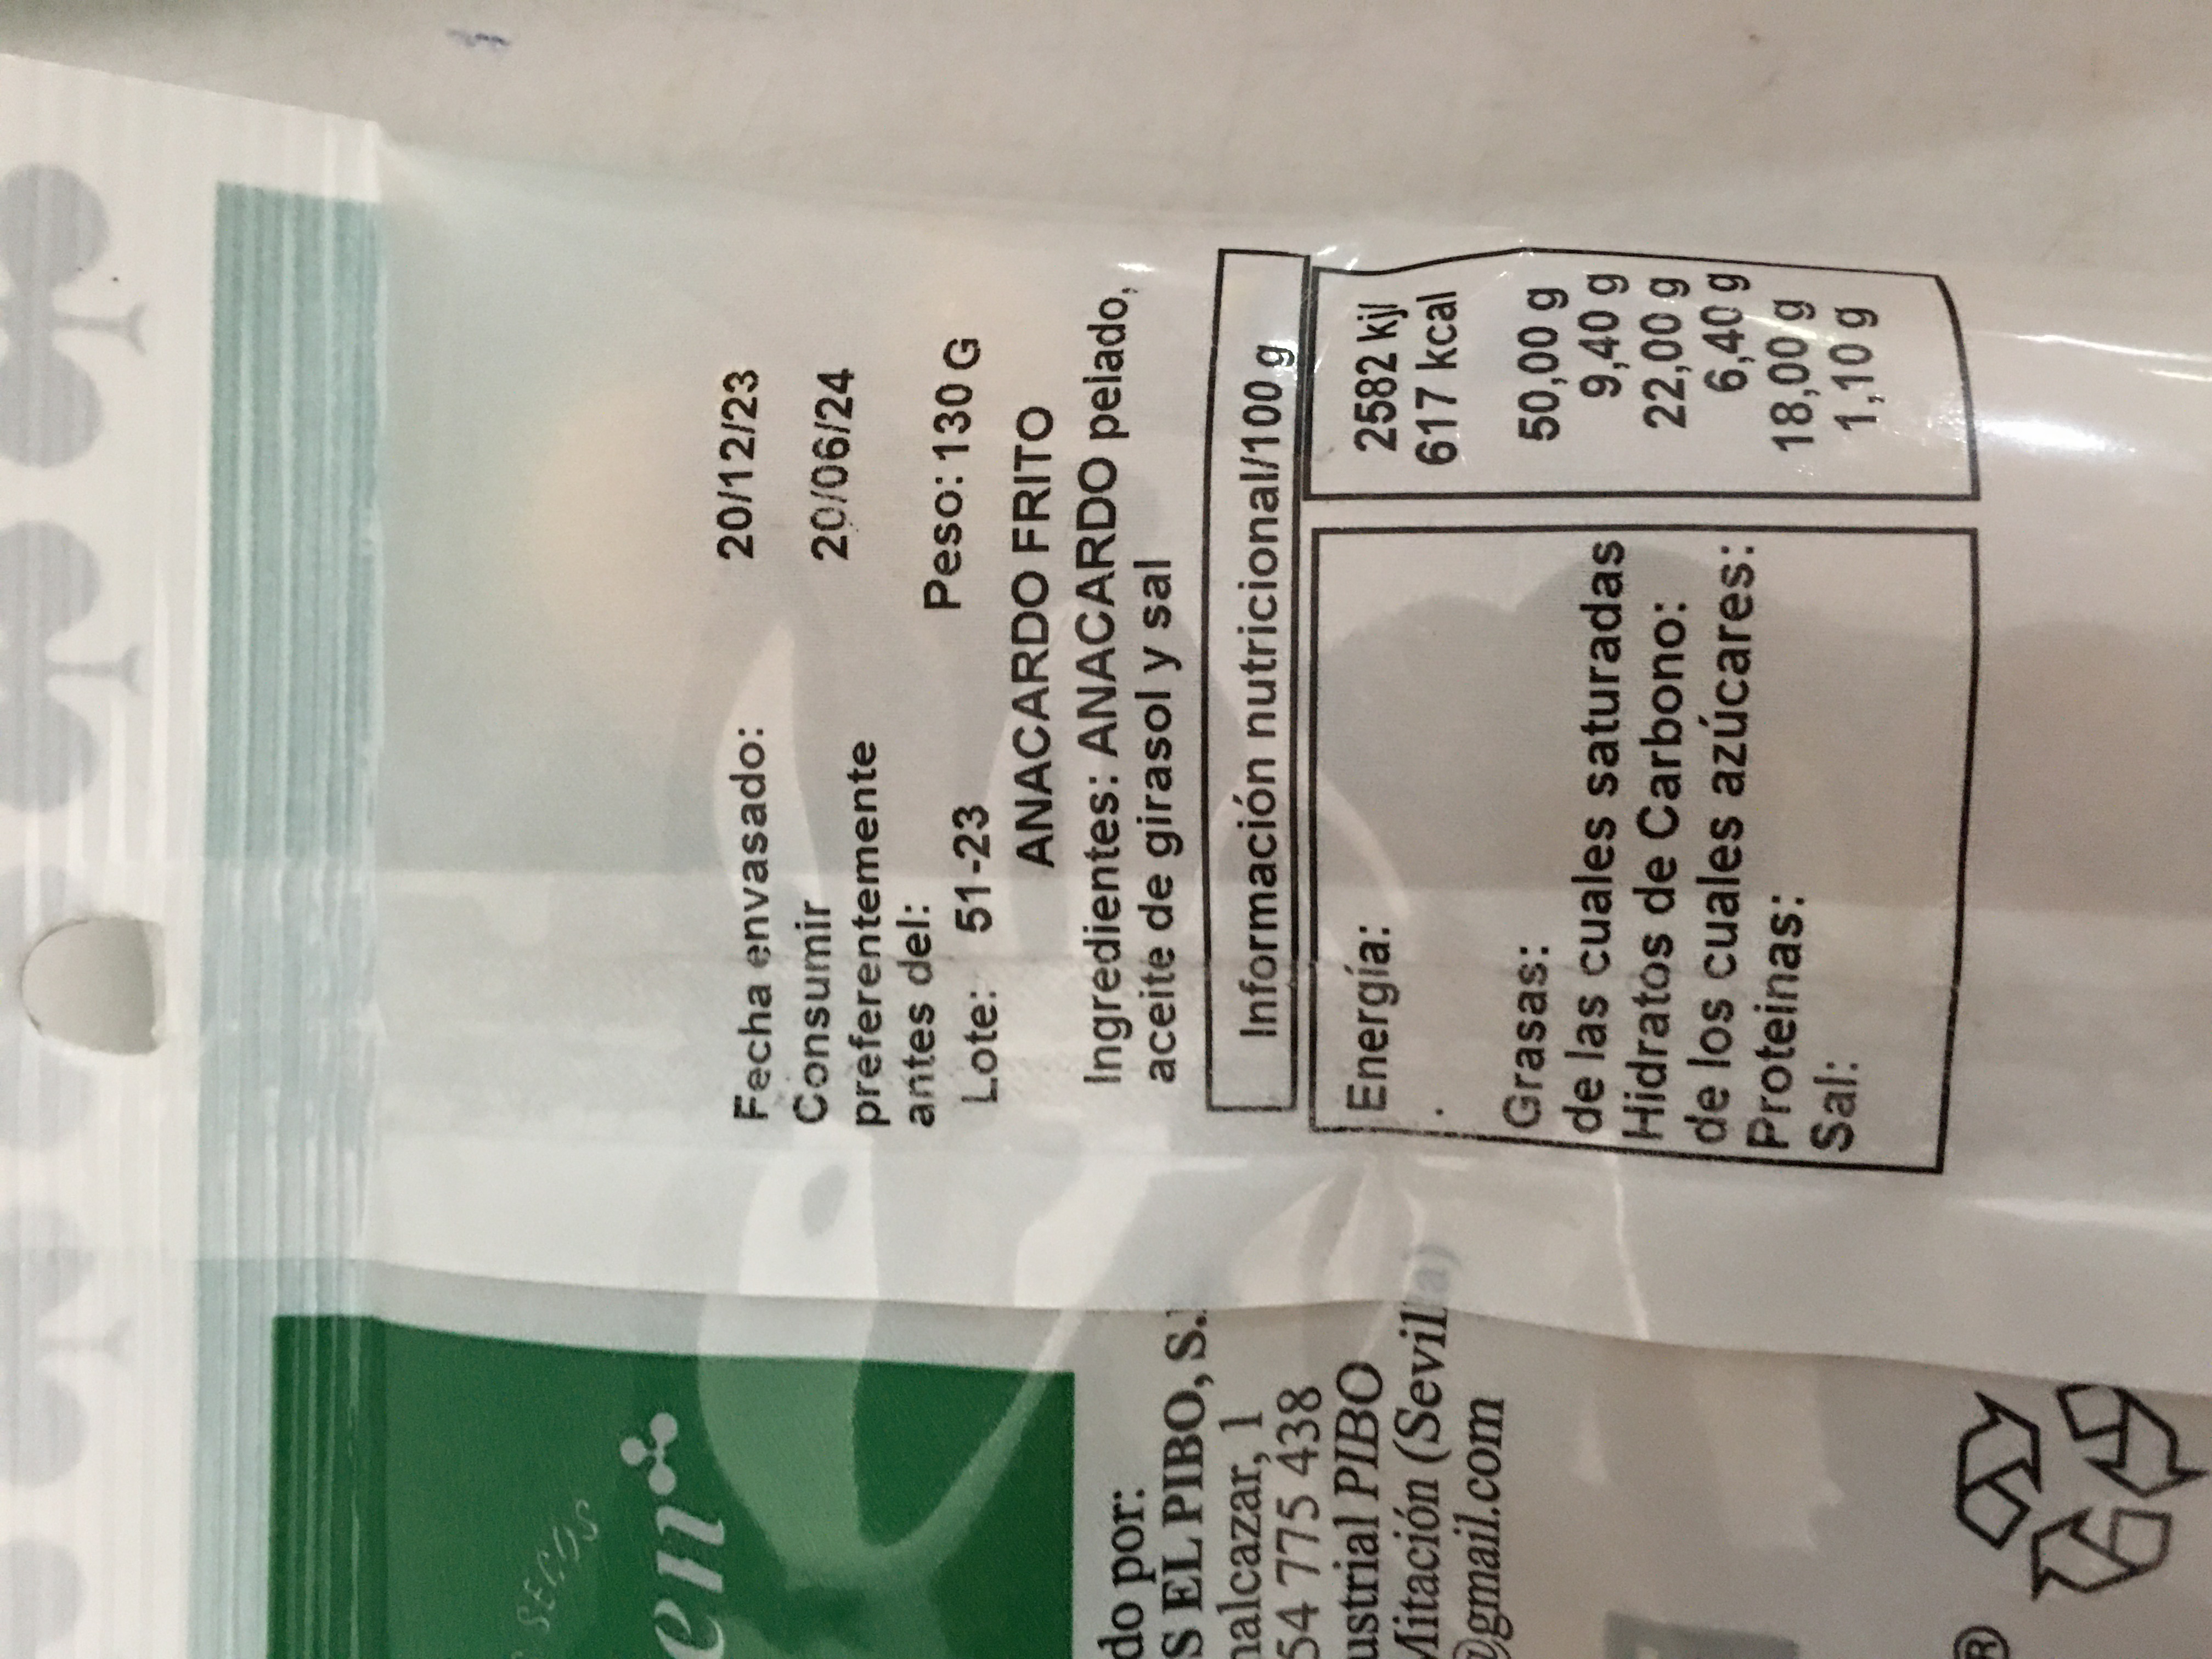 SECOS
en
do por:
S EL PIBO, S.
nalcazar, 1
54 775 438
ustrial PIBO
Mitación (Sevilla)
@gmail.com
®
Fecha envasado: 20/12/23
Consumir 20/06/24
preferentemente
antes del:
Lote: 51-23 Peso: 130 G
ANACARDO FRITO
Ingredientes: ANACARDO pelado,
aceite de girasol y sal
Información nutricional/100 g
Energía: 2582 kj/
. 617 kcal
Grasas: 50,00 g
de las cuales saturadas 9,40 g
Hidratos de Carbono: 22,00 g
de los cuales azúcares: 6,40 g
Proteinas: 18,00 g
Sal: 1,10 g